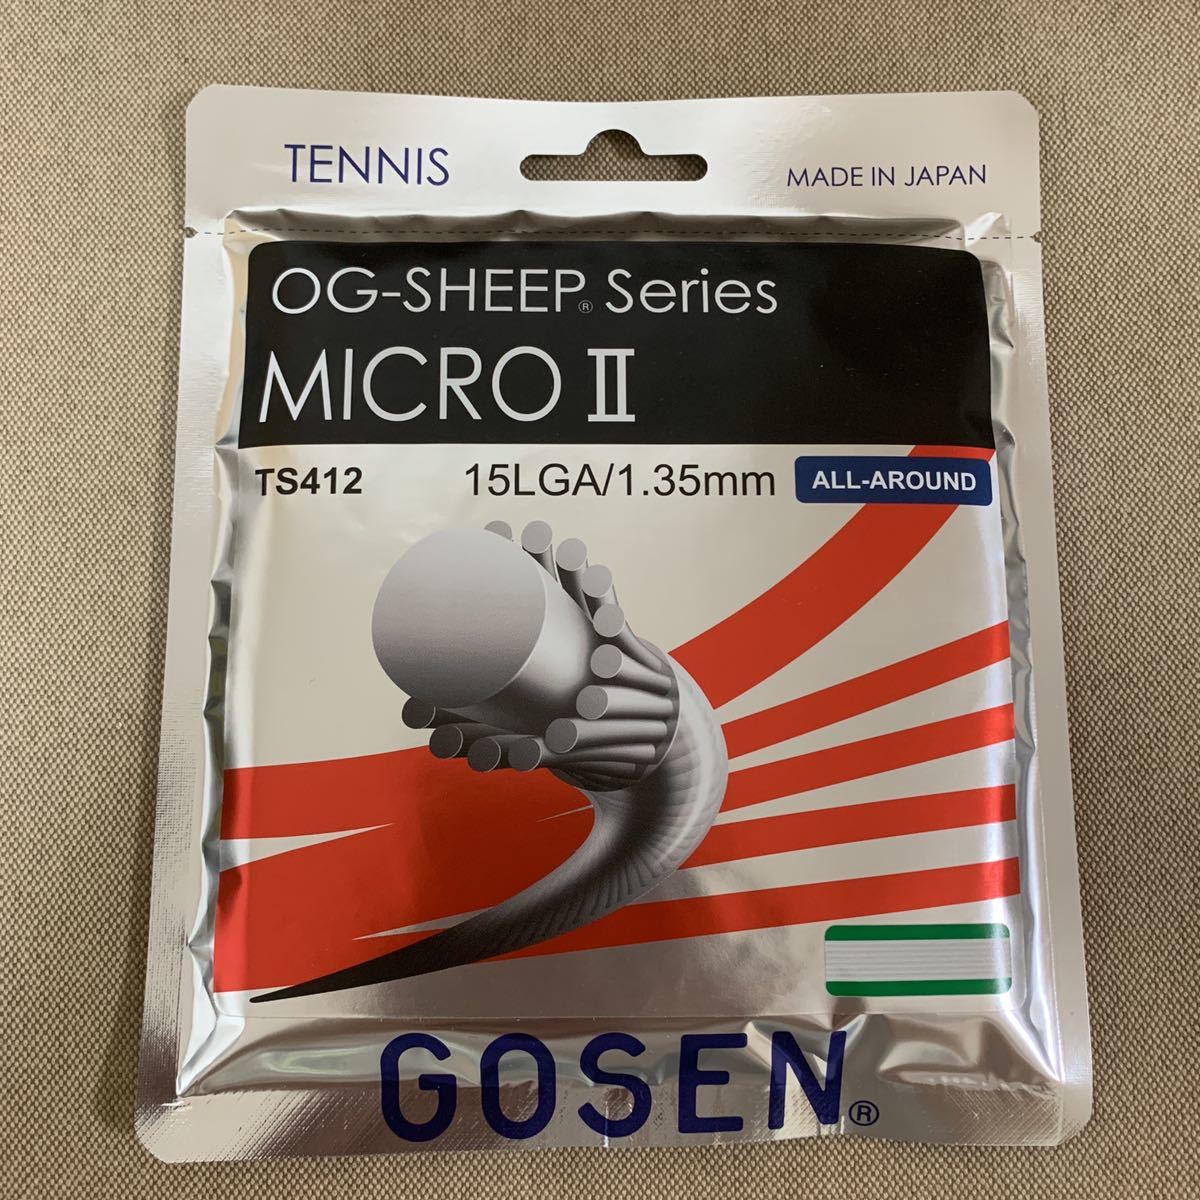 TENNIS
MADE IN JAPAN
OG-SHEEP® Series
MICRO II
TS412 15LGA/1.35mm ALL-AROUND
GOSEN®